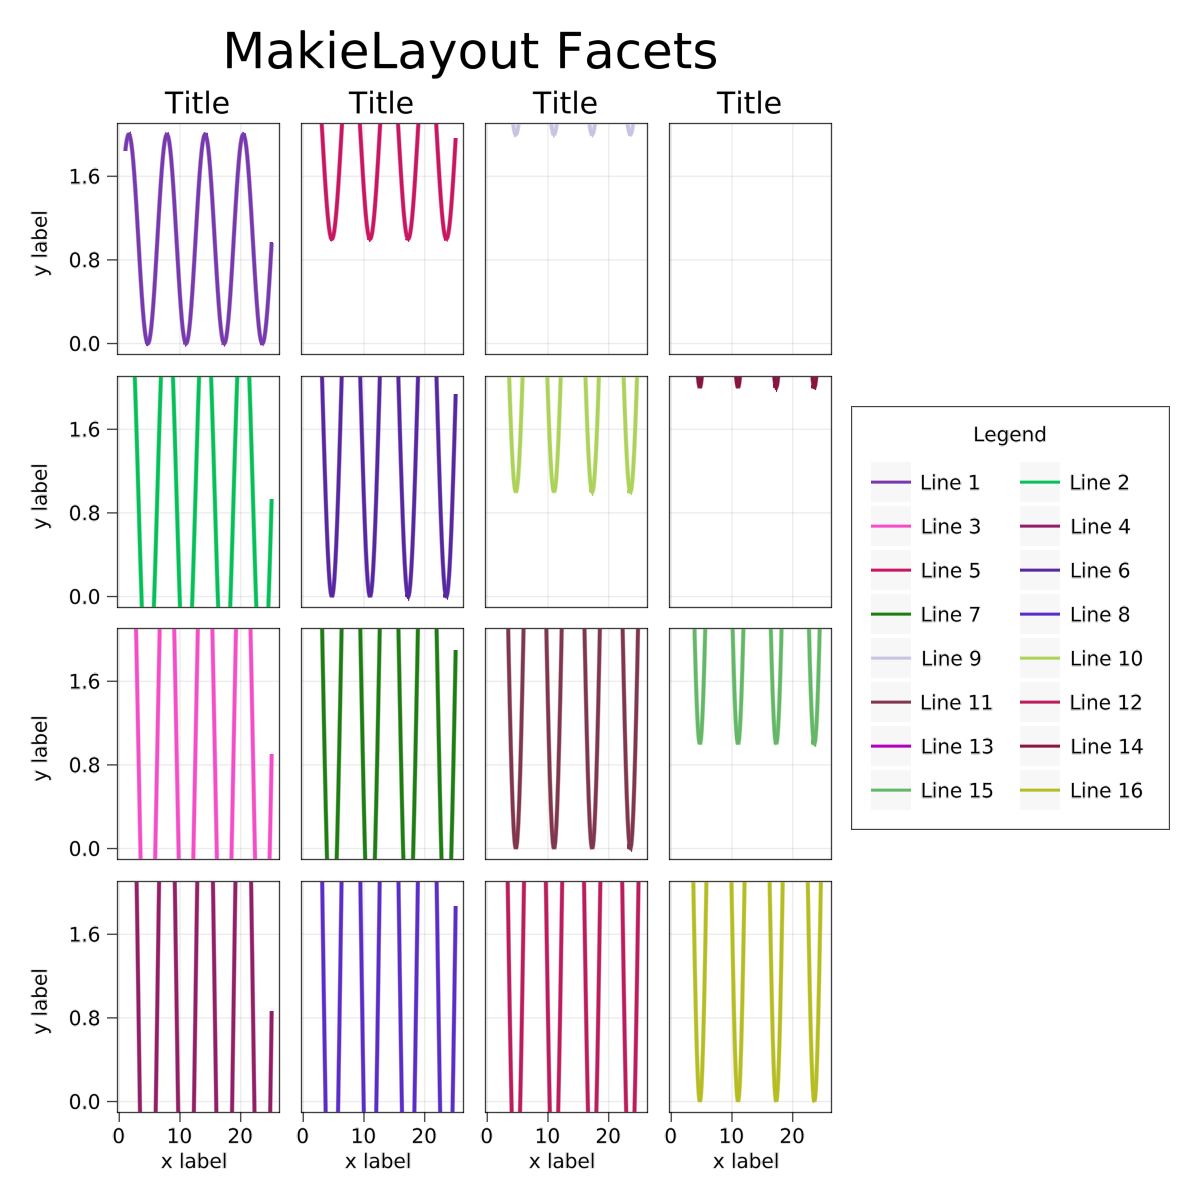 MakieLayout Facets
Title Title Title Title
1.6
0.8
0.0
y label
1.6
0.8
0.0
y label
Legend
Line 1 Line 2
Line 3 Line 4
Line 5 Line 6
Line 7 Line 8
Line 9 Line 10
Line 11 Line 12
Line 13 Line 14
Line 15 Line 16
1.6
0.8
0.0
y label
1.6
0.8
0.0
y label
0 10 20 0 10 20 0 10 20 0 10 20
x label x label x label x label